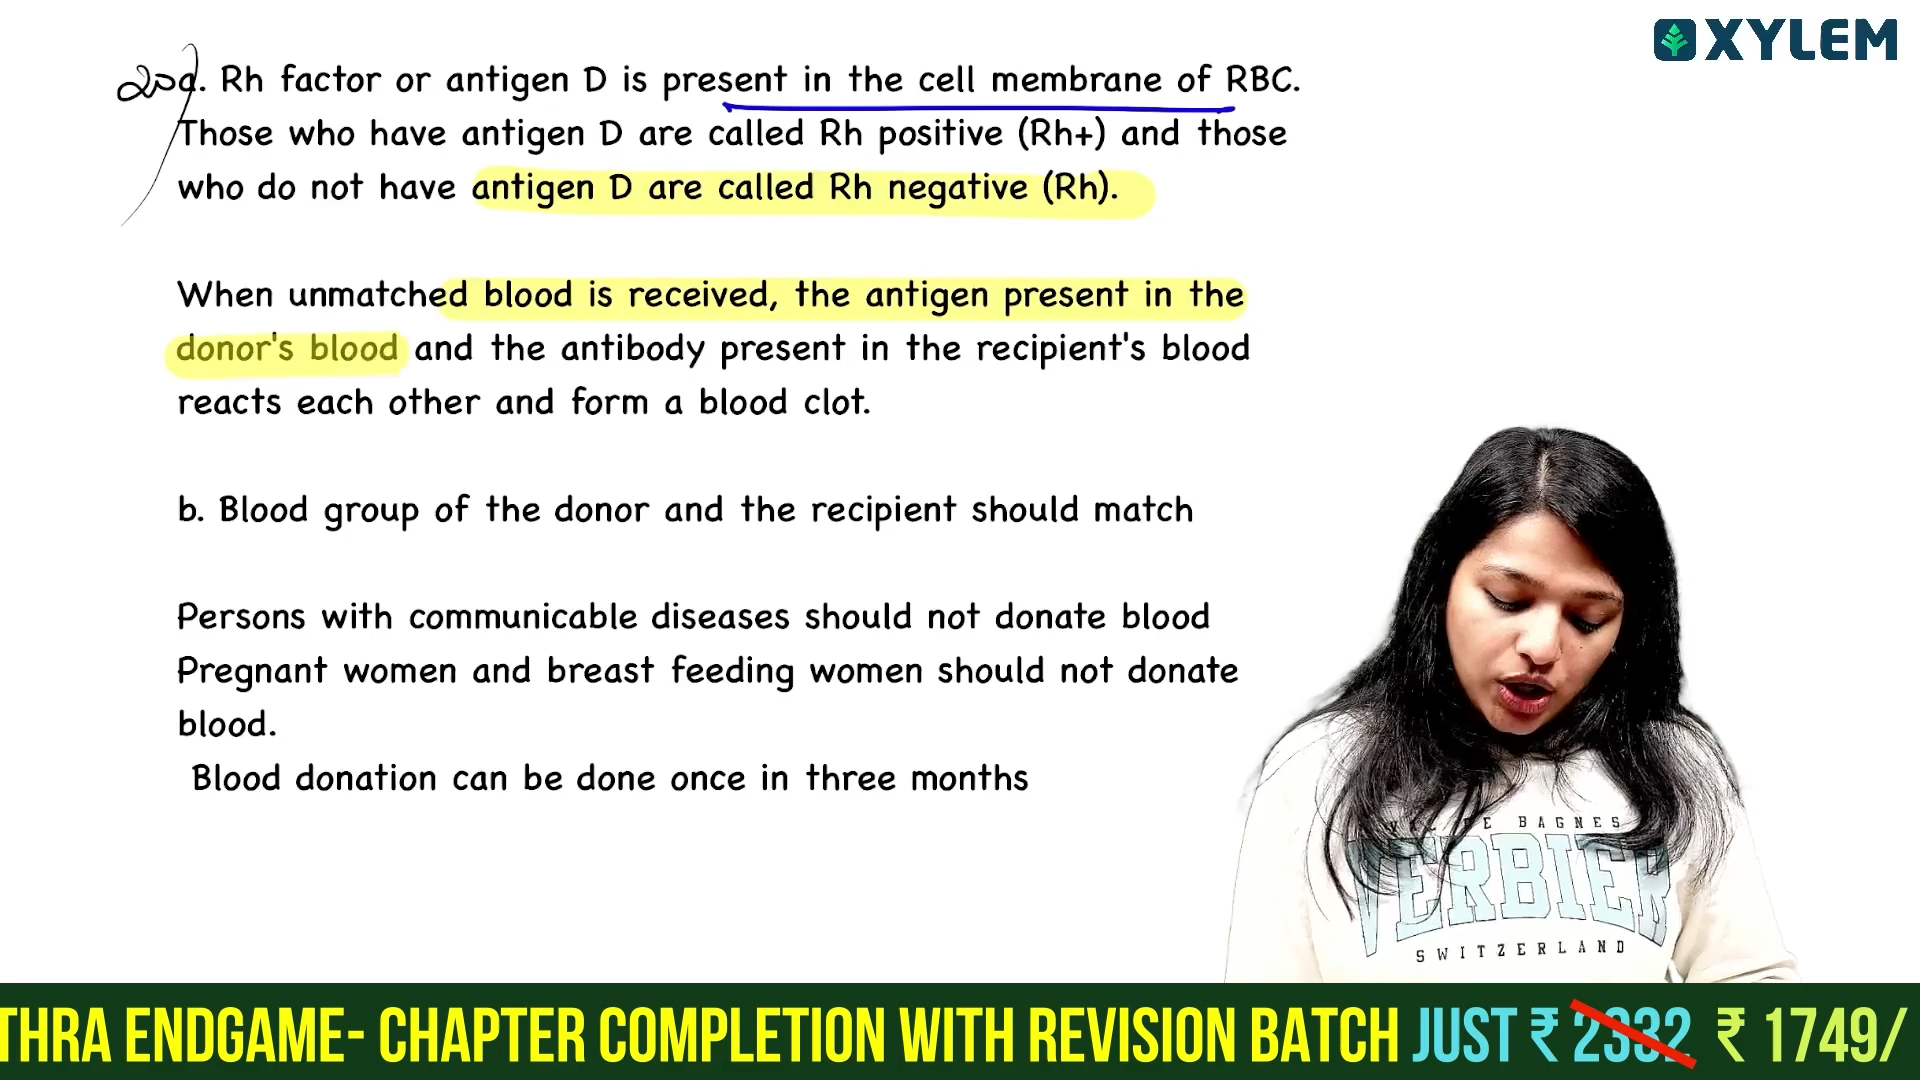 XYLEM
20) a. Rh factor or antigen D is present in the cell membrane of RBC.
Those who have antigen D are called Rh positive (Rh+) and those
who do not have antigen D are called Rh negative (Rh).
When unmatched blood is received, the antigen present in the
donor's blood and the antibody present in the recipient's blood
reacts each other and form a blood clot.
b. Blood group of the donor and the recipient should match
Persons with communicable diseases should not donate blood
Pregnant women and breast feeding women should not donate
blood.
Blood donation can be done once in three months
BAGNES
VERBIER
SWITZERLAND
THRA ENDGAME- CHAPTER COMPLETION WITH REVISION BATCH JUST ₹ 2332 ₹ 1749/